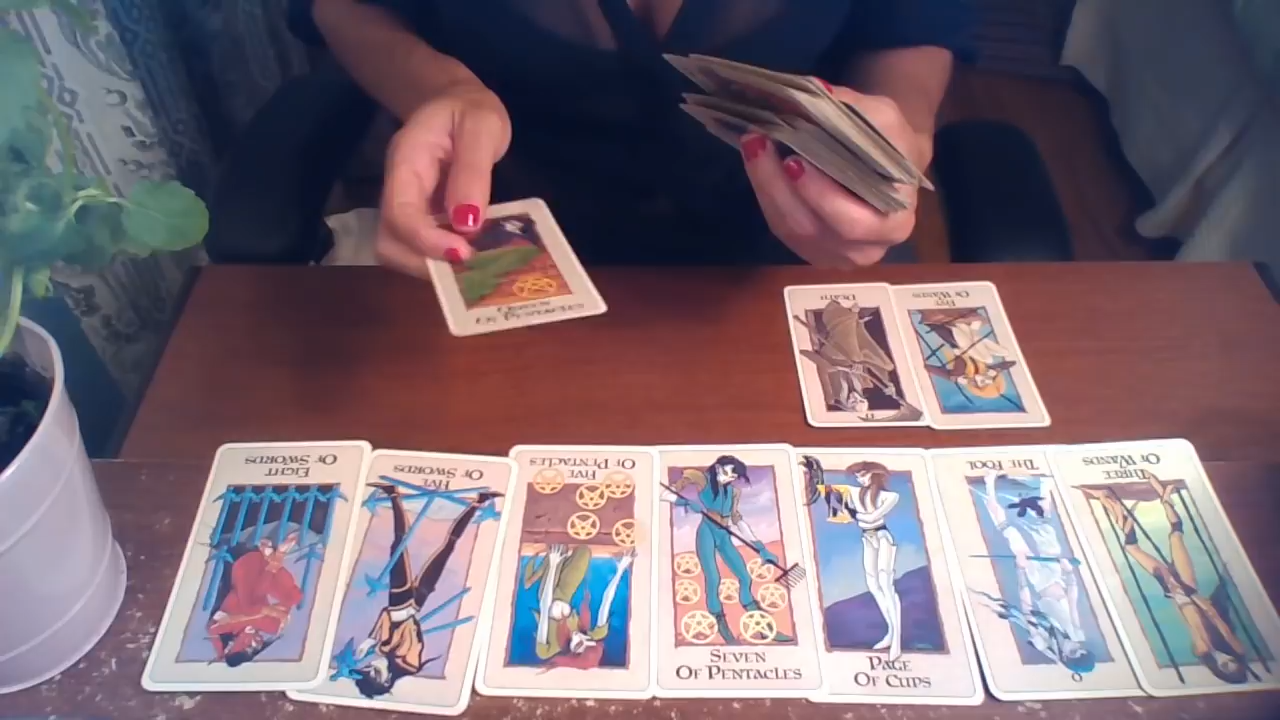 Of Pentacles
Death
Five
Of Wands
Eight
Of Swords
Five
Of Swords
Five
Of Pentacles
Seven
Of Pentacles
Page
Of Cups
The Fool
0
Three
Of Wands